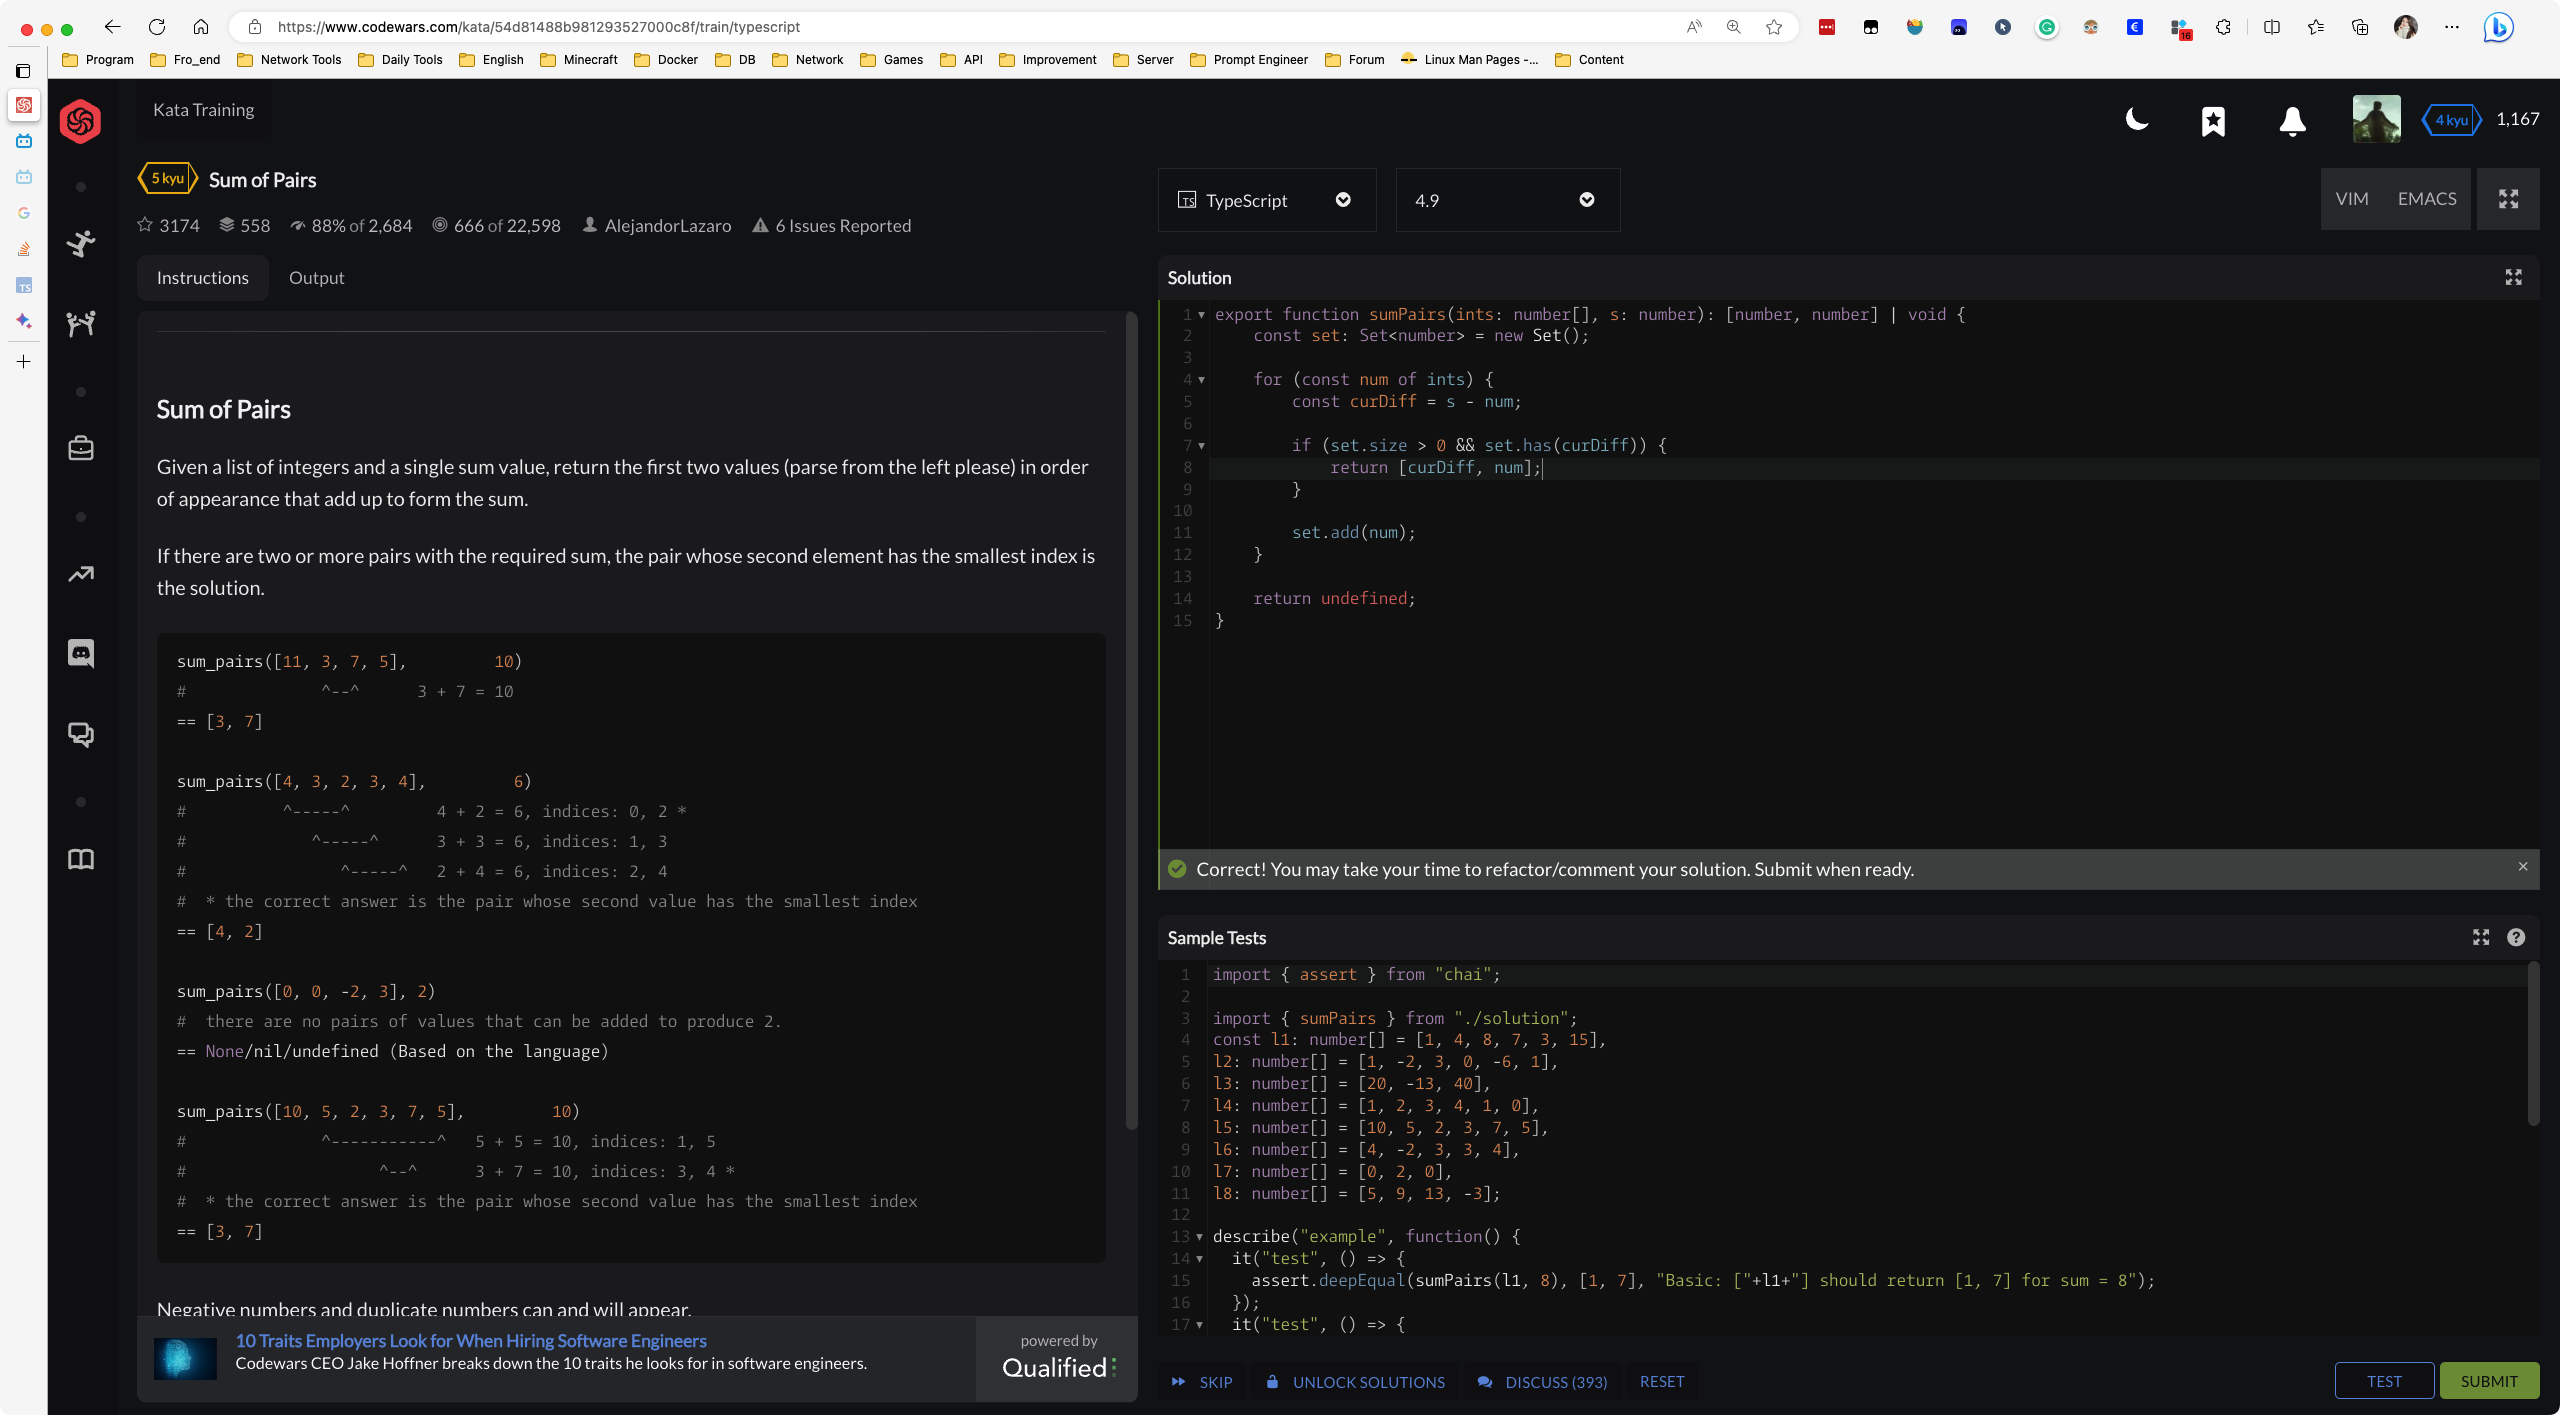 https://www.codewars.com/kata/54d81488b981293527000c8f/train/typescript
16
Program Fro_end Network Tools Daily Tools English Minecraft Docker DB Network Games API Improvement Server Prompt Engineer Forum Linux Man Pages -... Content
Kata Training
4 kyu 1,167
5 kyu Sum of Pairs
3174 558 88% of 2,684 666 of 22,598 AlejandorLazaro 6 Issues Reported
TypeScript 4.9 VIM EMACS
Instructions Output
Sum of Pairs
Given a list of integers and a single sum value, return the first two values (parse from the left please) in order
of appearance that add up to form the sum.
If there are two or more pairs with the required sum, the pair whose second element has the smallest index is
the solution.
sum_pairs([11, 3, 7, 5],         10)
#              ^--^      3 + 7 = 10
== [3, 7]
sum_pairs([4, 3, 2, 3, 4],         6)
#          ^-----^         4 + 2 = 6, indices: 0, 2 *
#             ^-----^      3 + 3 = 6, indices: 1, 3
#                ^-----^   2 + 4 = 6, indices: 2, 4
#  * the correct answer is the pair whose second value has the smallest index
== [4, 2]
sum_pairs([0, 0, -2, 3], 2)
#  there are no pairs of values that can be added to produce 2.
== None/nil/undefined (Based on the language)
sum_pairs([10, 5, 2, 3, 7, 5],         10)
#              ^-----------^   5 + 5 = 10, indices: 1, 5
#                    ^--^      3 + 7 = 10, indices: 3, 4 *
#  * the correct answer is the pair whose second value has the smallest index
== [3, 7]
Negative numbers and duplicate numbers can and will appear.
10 Traits Employers Look for When Hiring Software Engineers
Codewars CEO Jake Hoffner breaks down the 10 traits he looks for in software engineers.
powered by
Qualified
Solution
1 export function sumPairs(ints: number[], s: number): [number, number] | void {
2     const set: Set<number> = new Set();
3
4     for (const num of ints) {
5         const curDiff = s - num;
6
7         if (set.size > 0 && set.has(curDiff)) {
8             return [curDiff, num];
9         }
10
11         set.add(num);
12     }
13
14     return undefined;
15 }
Correct! You may take your time to refactor/comment your solution. Submit when ready.
Sample Tests
1 import { assert } from "chai";
2
3 import { sumPairs } from "./solution";
4 const l1: number[] = [1, 4, 8, 7, 3, 15],
5 l2: number[] = [1, -2, 3, 0, -6, 1],
6 l3: number[] = [20, -13, 40],
7 l4: number[] = [1, 2, 3, 4, 1, 0],
8 l5: number[] = [10, 5, 2, 3, 7, 5],
9 l6: number[] = [4, -2, 3, 3, 4],
10 l7: number[] = [0, 2, 0],
11 l8: number[] = [5, 9, 13, -3];
12
13 describe("example", function() {
14   it("test", () => {
15     assert.deepEqual(sumPairs(l1, 8), [1, 7], "Basic: ["+l1+"] should return [1, 7] for sum = 8");
16   });
17   it("test", () => {
SKIP UNLOCK SOLUTIONS DISCUSS (393) RESET TEST SUBMIT